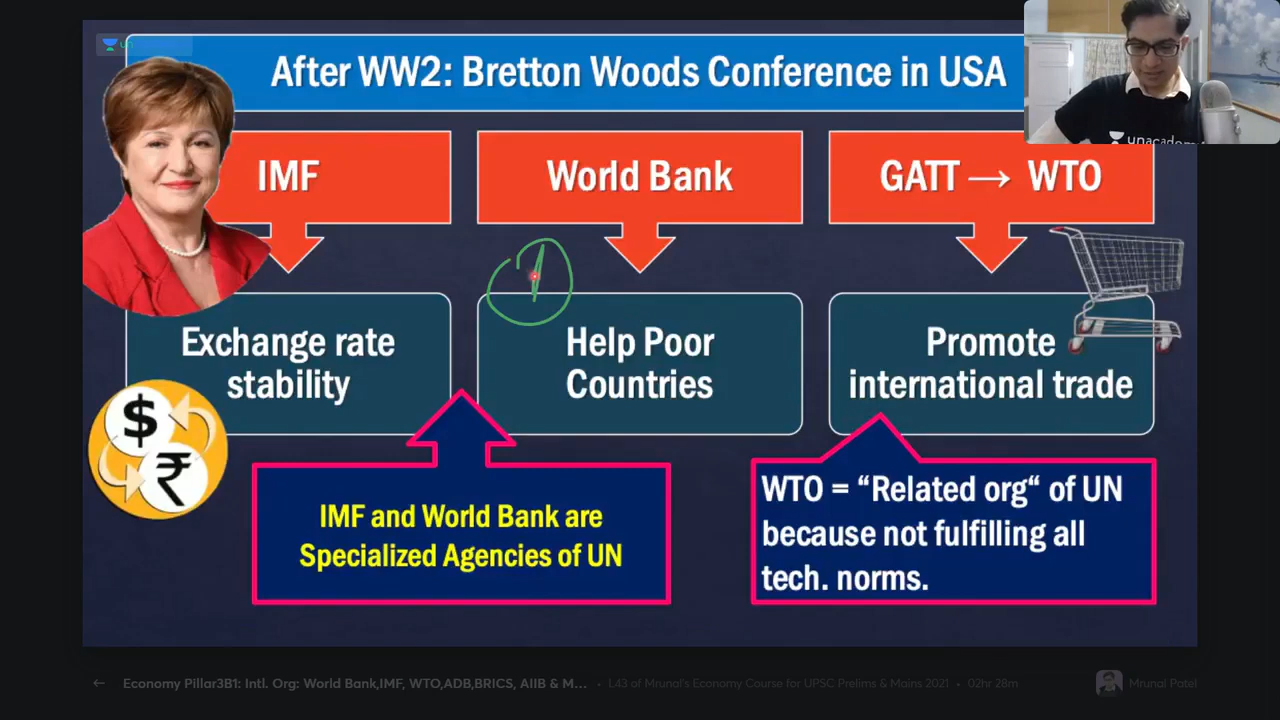 After WW2: Bretton Woods Conference in USA
unacade
IMF
World Bank
GATT → WTO
Exchange rate
stability
Help Poor
Countries
Promote
international trade
$
₹
IMF and World Bank are
Specialized Agencies of UN
WTO = “Related org“ of UN
because not fulfilling all
tech. norms.
← Economy Pillar3B1: Intl. Org: World Bank,IMF, WTO,ADB,BRICS, AIIB & M... • L43 of Mrunal's Economy Course for UPSC Prelims & Mains 2021 • 02hr 28m
Mrunal Patel